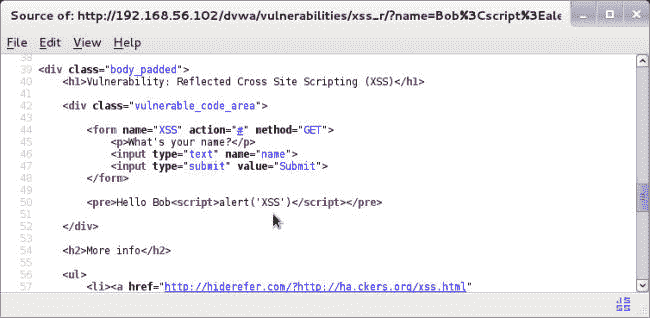 Source of: http://192.168.56.102/dvwa/vulnerabilities/xss_r/?name=Bob%3Cscript%3Eale
File Edit View Help
38
39 <div class="body_padded">
40 <h1>Vulnerability: Reflected Cross Site Scripting (XSS)</h1>
41
42 <div class="vulnerable_code_area">
43
44 <form name="XSS" action="#" method="GET">
45 <p>What's your name?</p>
46 <input type="text" name="name">
47 <input type="submit" value="Submit">
48 </form>
49
50 <pre>Hello Bob<script>alert('XSS')</script></pre>
51
52 </div>
53
54 <h2>More info</h2>
55
56 <ul>
57 <li><a href="http://hiderefer.com/?http://ha.ckers.org/xss.html"